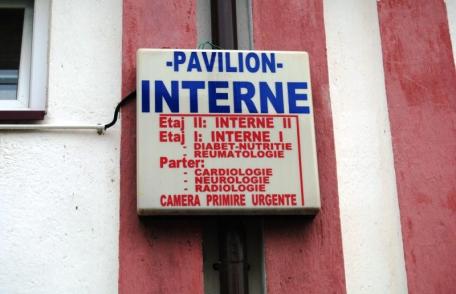 -PAVILION-
INTERNE
Etaj II: INTERNE II
Etaj I: INTERNE I
- DIABET-NUTRITIE
- REUMATOLOGIE
Parter:
- CARDIOLOGIE
- NEUROLOGIE
- RADIOLOGIE
CAMERA PRIMIRE URGENTE